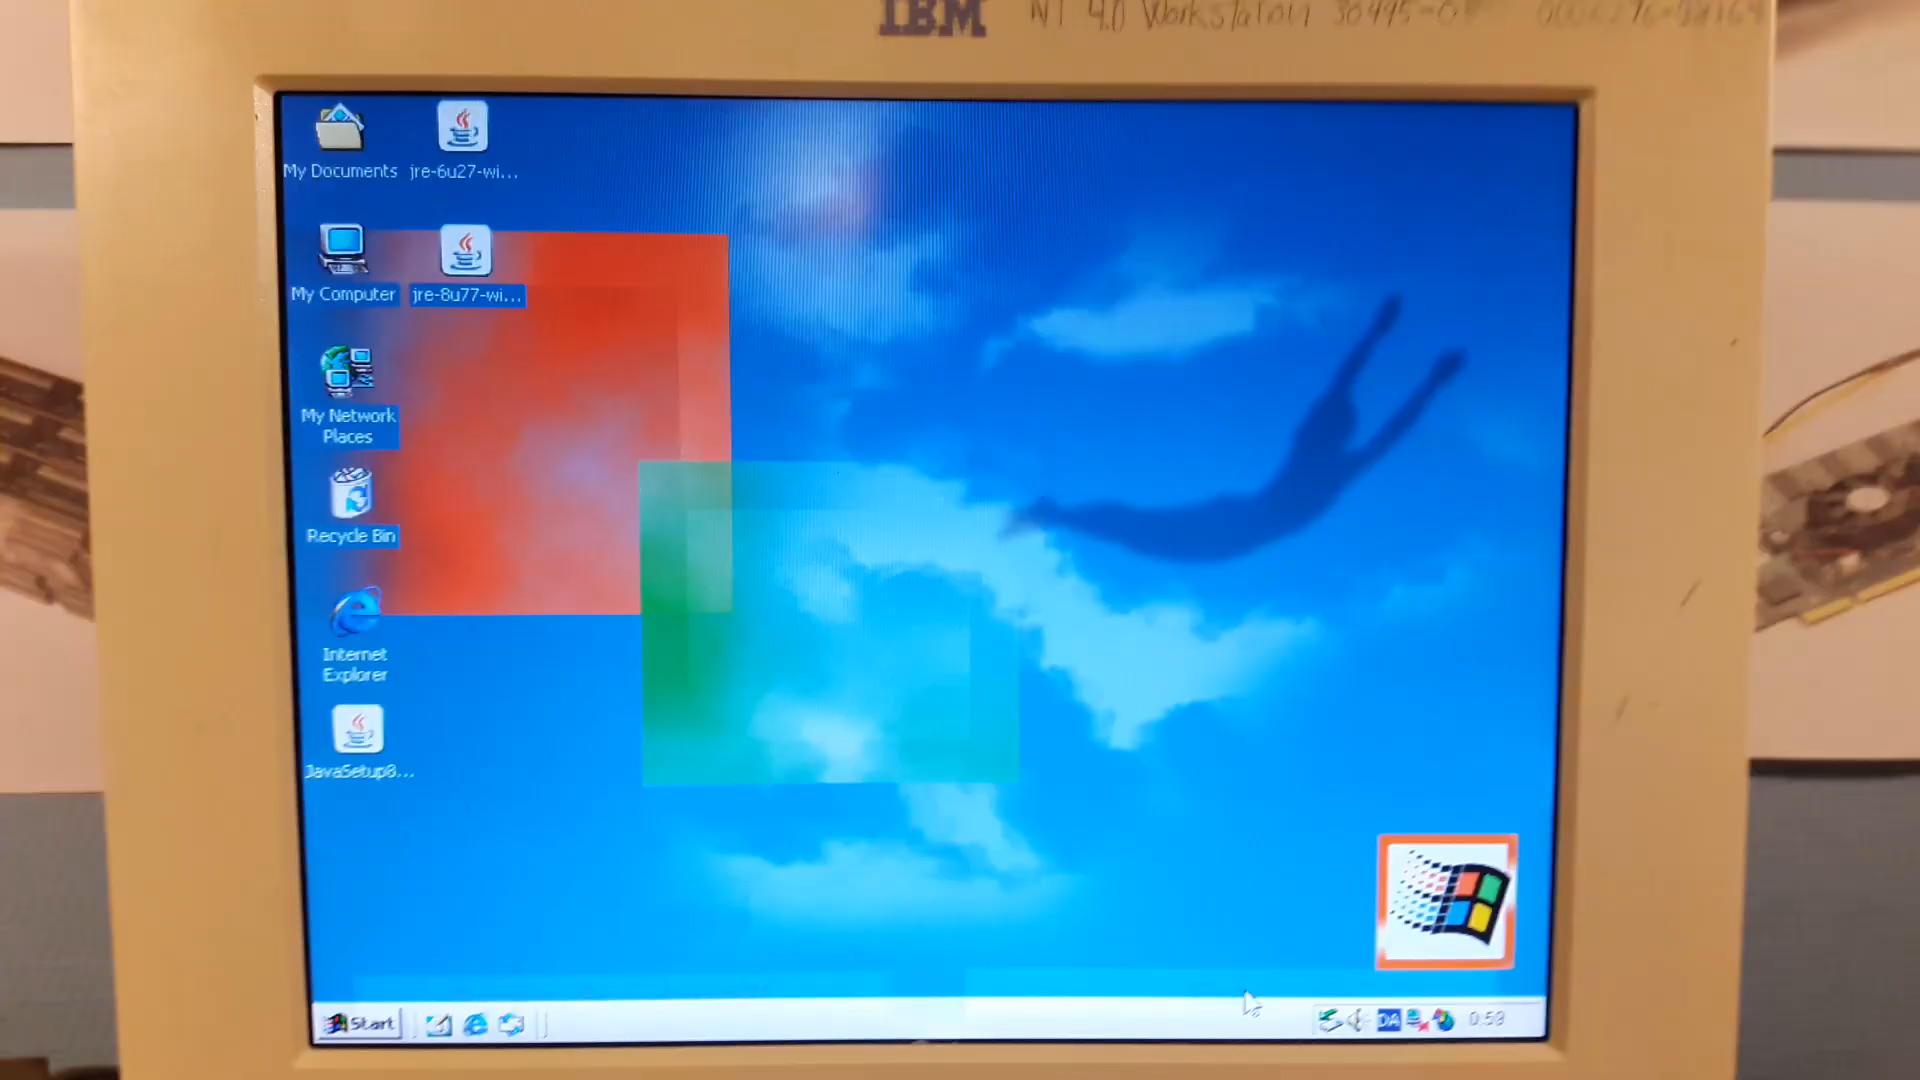 IBM
NT 4.0 Workstation
My Documents
jre-6u27-wi...
My Computer
jre-8u77-wi...
My Network
Places
Recycle Bin
Internet
Explorer
JavaSetup8...
Start
DA
0:59